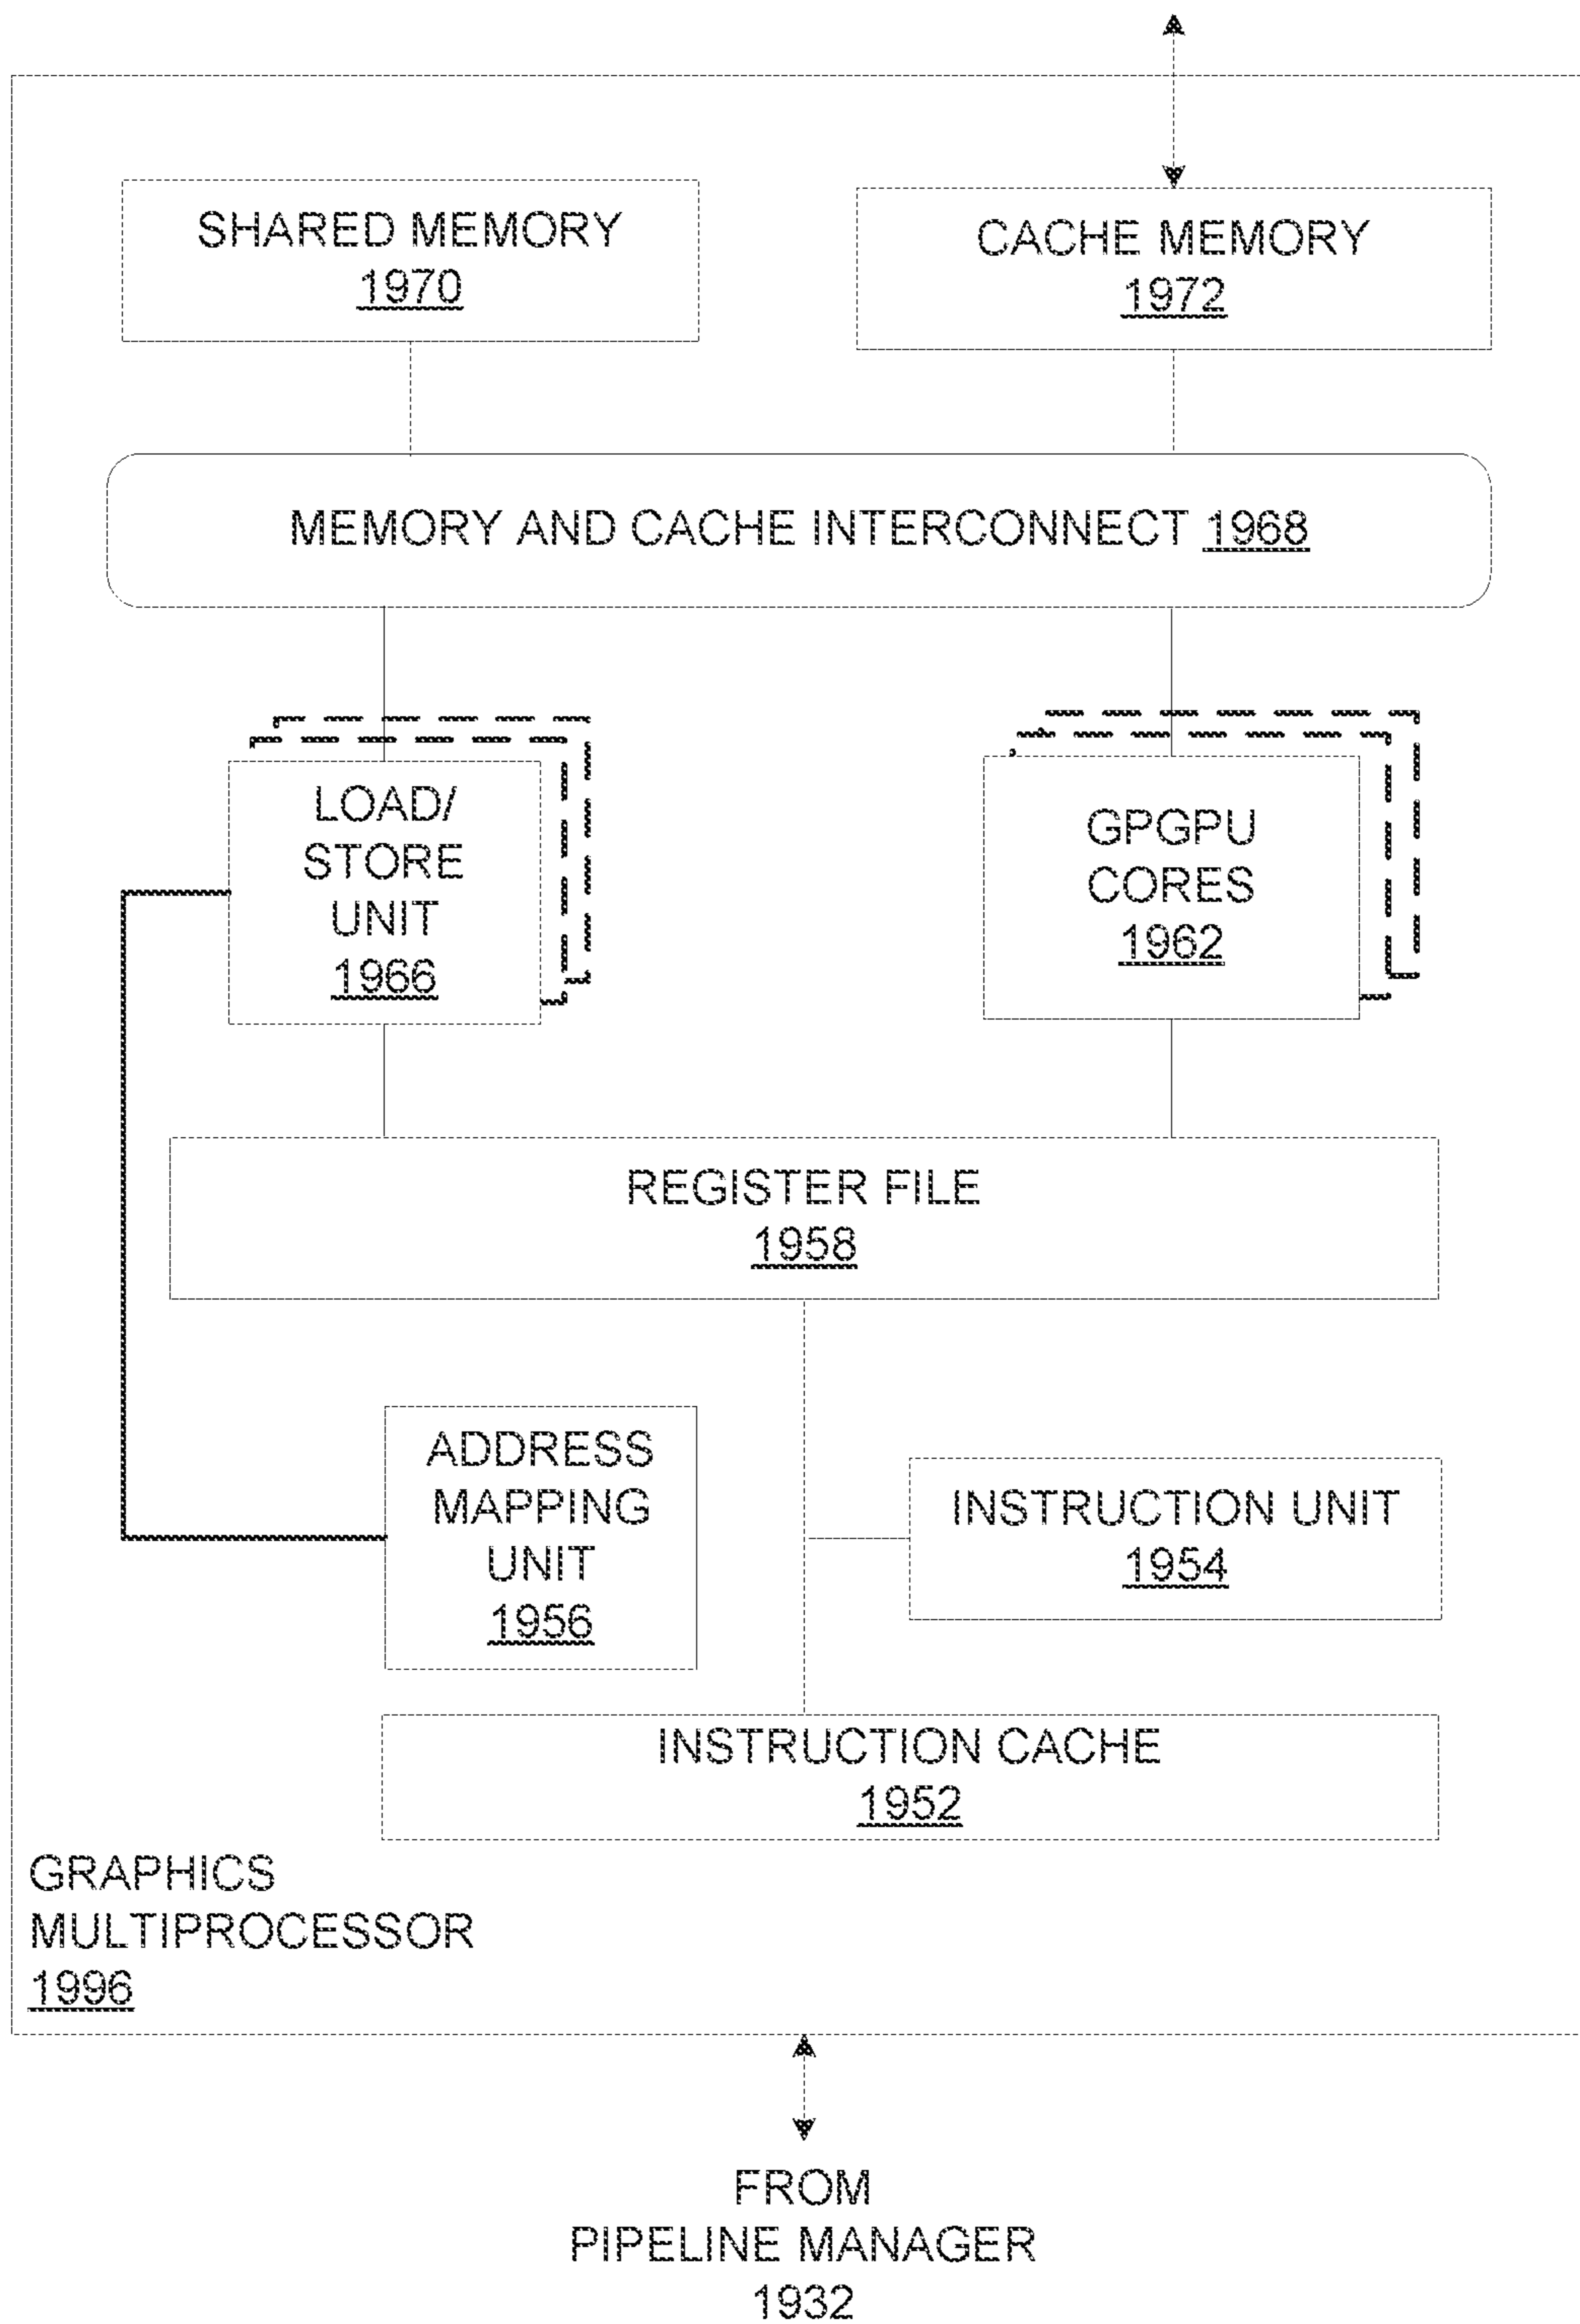 SHARED MEMORY
1970
CACHE MEMORY
1972
MEMORY AND CACHE INTERCONNECT 1968
LOAD/
STORE
UNIT
1966
GPGPU
CORES
1962
REGISTER FILE
1958
ADDRESS
MAPPING
UNIT
1956
INSTRUCTION UNIT
1954
INSTRUCTION CACHE
1952
GRAPHICS
MULTIPROCESSOR
1996
FROM
PIPELINE MANAGER
1932